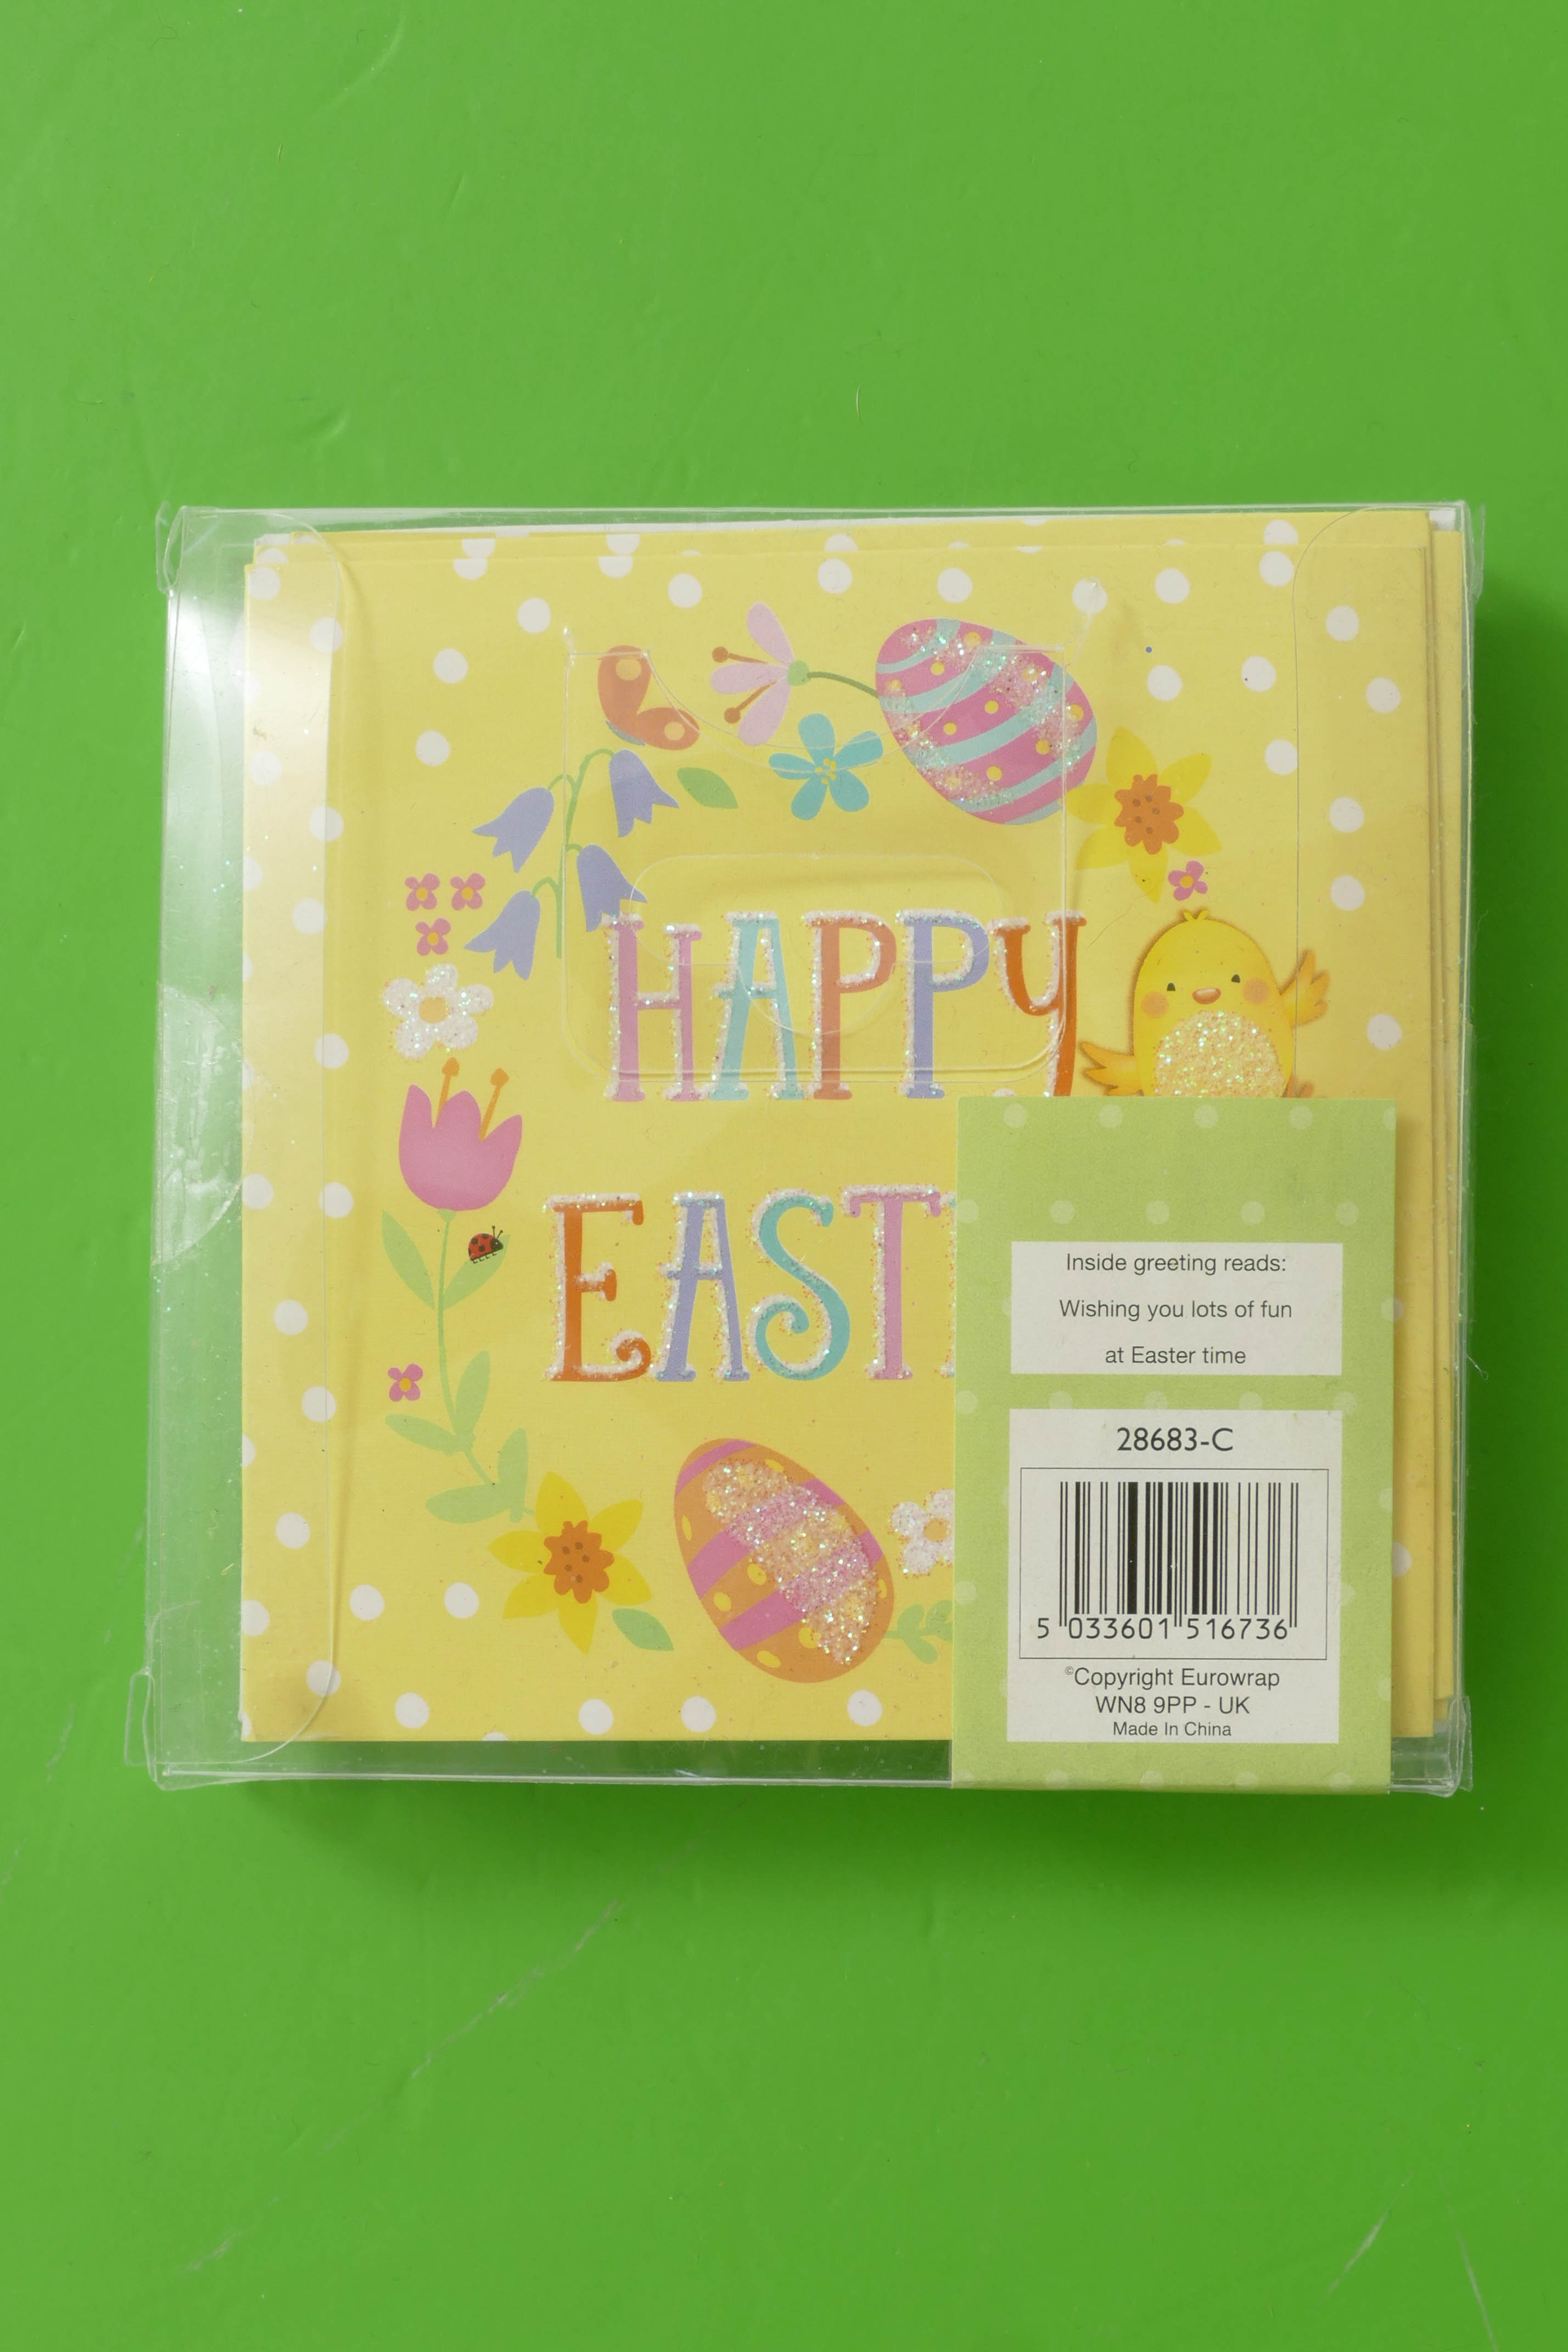 HAPPY
EAST
Inside greeting reads:
Wishing you lots of fun
at Easter time
28683-C
5 033601 516736
©Copyright Eurowrap
WN8 9PP - UK
Made In China